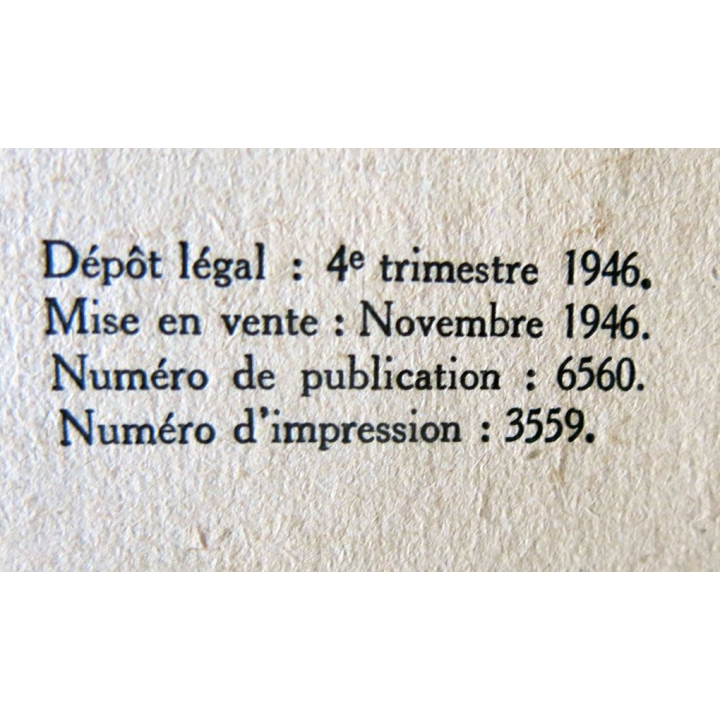 Dépôt légal : 4e trimestre 1946.
Mise en vente : Novembre 1946.
Numéro de publication : 6560.
Numéro d'impression : 3559.